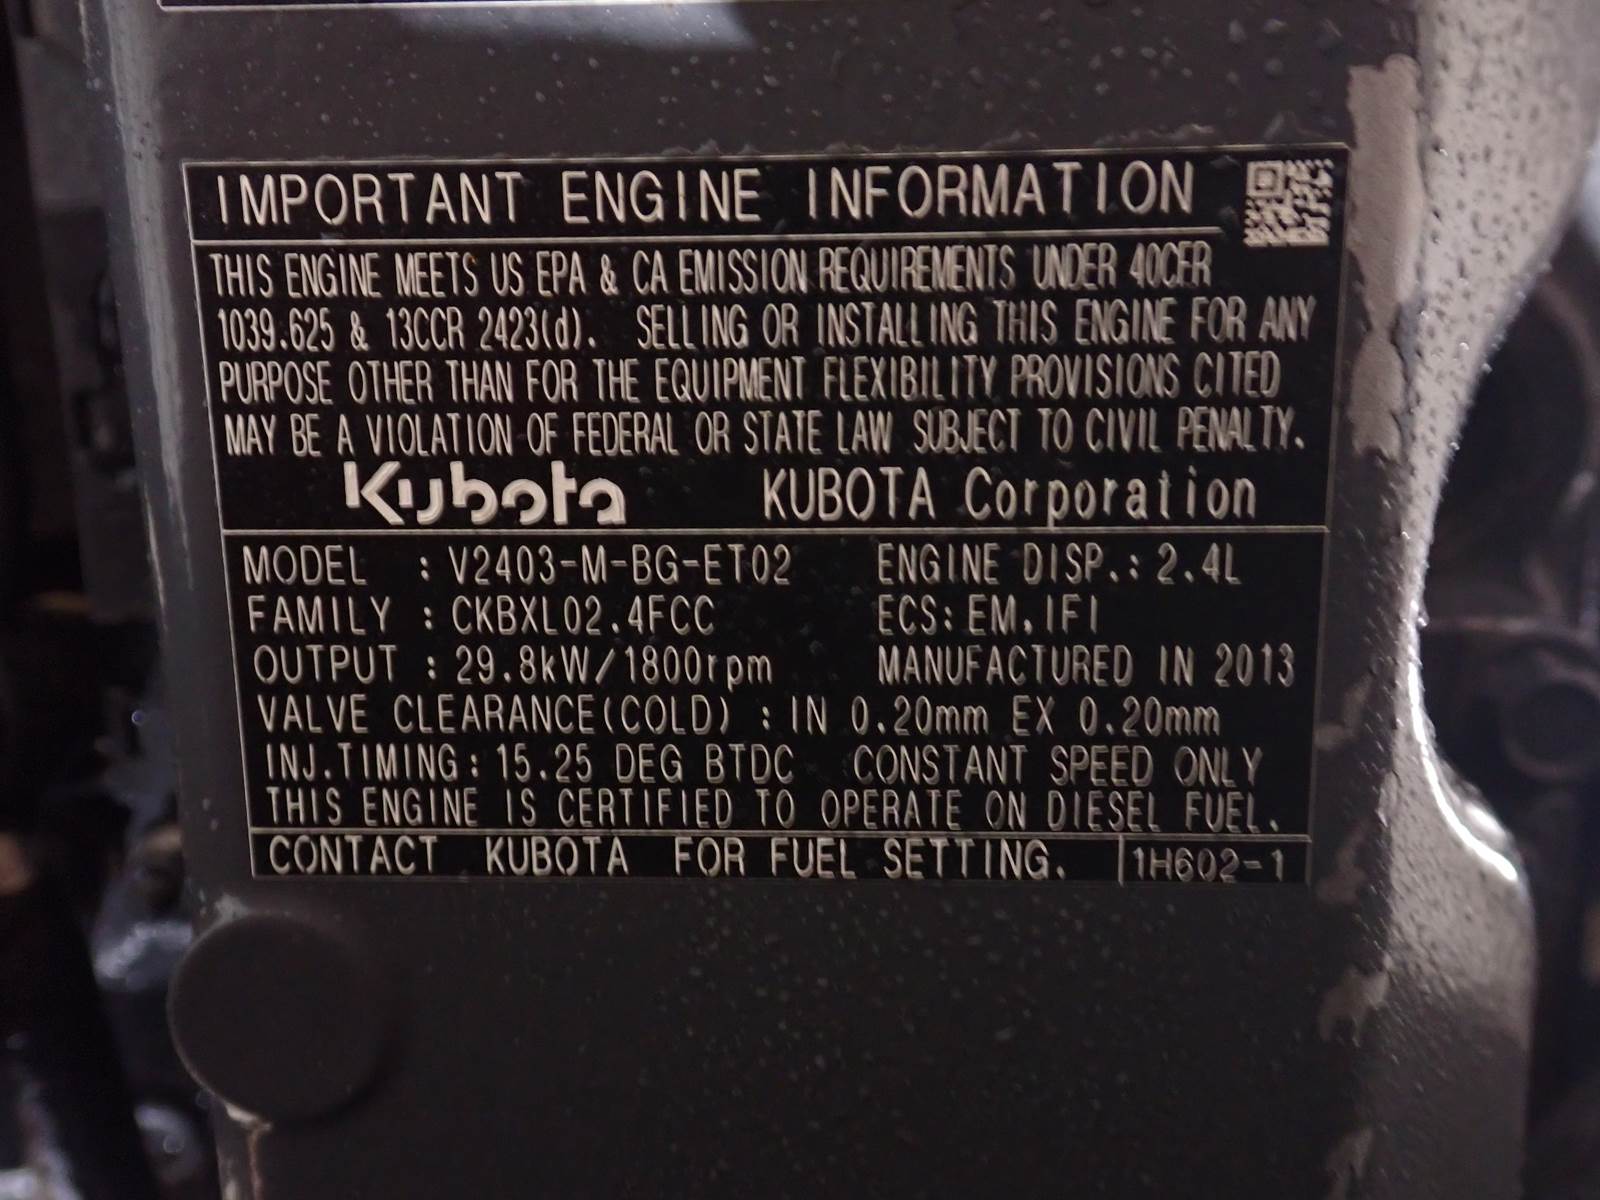 IMPORTANT ENGINE INFORMATION
THIS ENGINE MEETS US EPA & CA EMISSION REQUIREMENTS UNDER 40CFR
1039.625 & 13CCR 2423(d). SELLING OR INSTALLING THIS ENGINE FOR ANY
PURPOSE OTHER THAN FOR THE EQUIPMENT FLEXIBILITY PROVISIONS CITED
MAY BE A VIOLATION OF FEDERAL OR STATE LAW SUBJECT TO CIVIL PENALTY.
Kubota KUBOTA Corporation
MODEL : V2403-M-BG-ET02 ENGINE DISP.: 2.4L
FAMILY : CKBXL02.4FCC ECS: EM, IFI
OUTPUT : 29.8kW/1800rpm MANUFACTURED IN 2013
VALVE CLEARANCE(COLD) : IN 0.20mm EX 0.20mm
INJ.TIMING: 15.25 DEG BTDC CONSTANT SPEED ONLY
THIS ENGINE IS CERTIFIED TO OPERATE ON DIESEL FUEL.
CONTACT KUBOTA FOR FUEL SETTING. 1H602-1